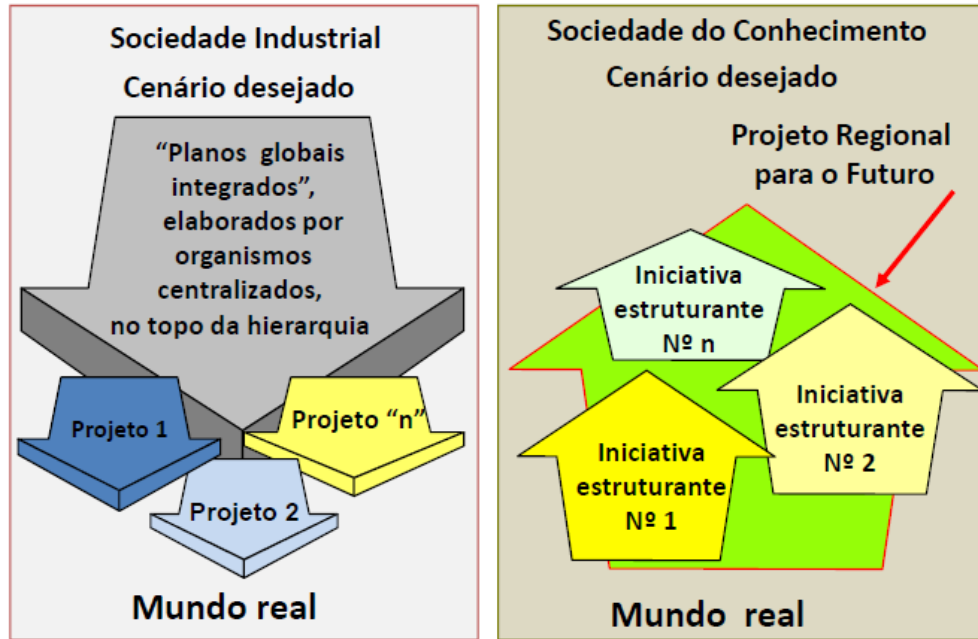 Sociedade Industrial
Cenário desejado
“Planos globais
integrados”,
elaborados por
organismos
centralizados,
no topo da hierarquia
Projeto 1
Projeto “n”
Projeto 2
Mundo real
Sociedade do Conhecimento
Cenário desejado
Projeto Regional
para o Futuro
Iniciativa
estruturante
Nº n
Iniciativa
estruturante
Nº 2
Iniciativa
estruturante
Nº 1
Mundo real